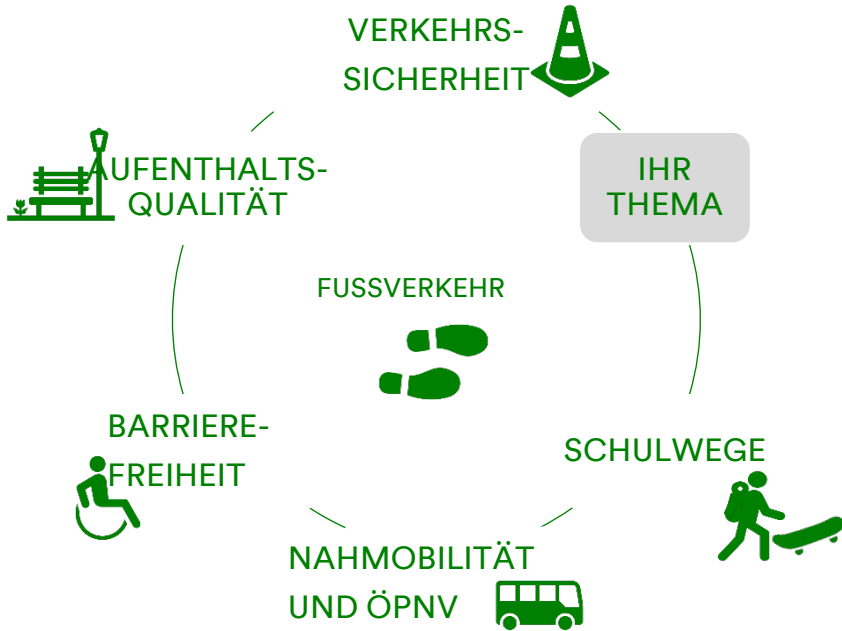 VERKEHRS-
SICHERHEIT
AUFENTHALTS-
QUALITÄT
IHR
THEMA
FUSSVERKEHR
BARRIERE-
FREIHEIT
SCHULWEGE
NAHMOBILITÄT
UND ÖPNV